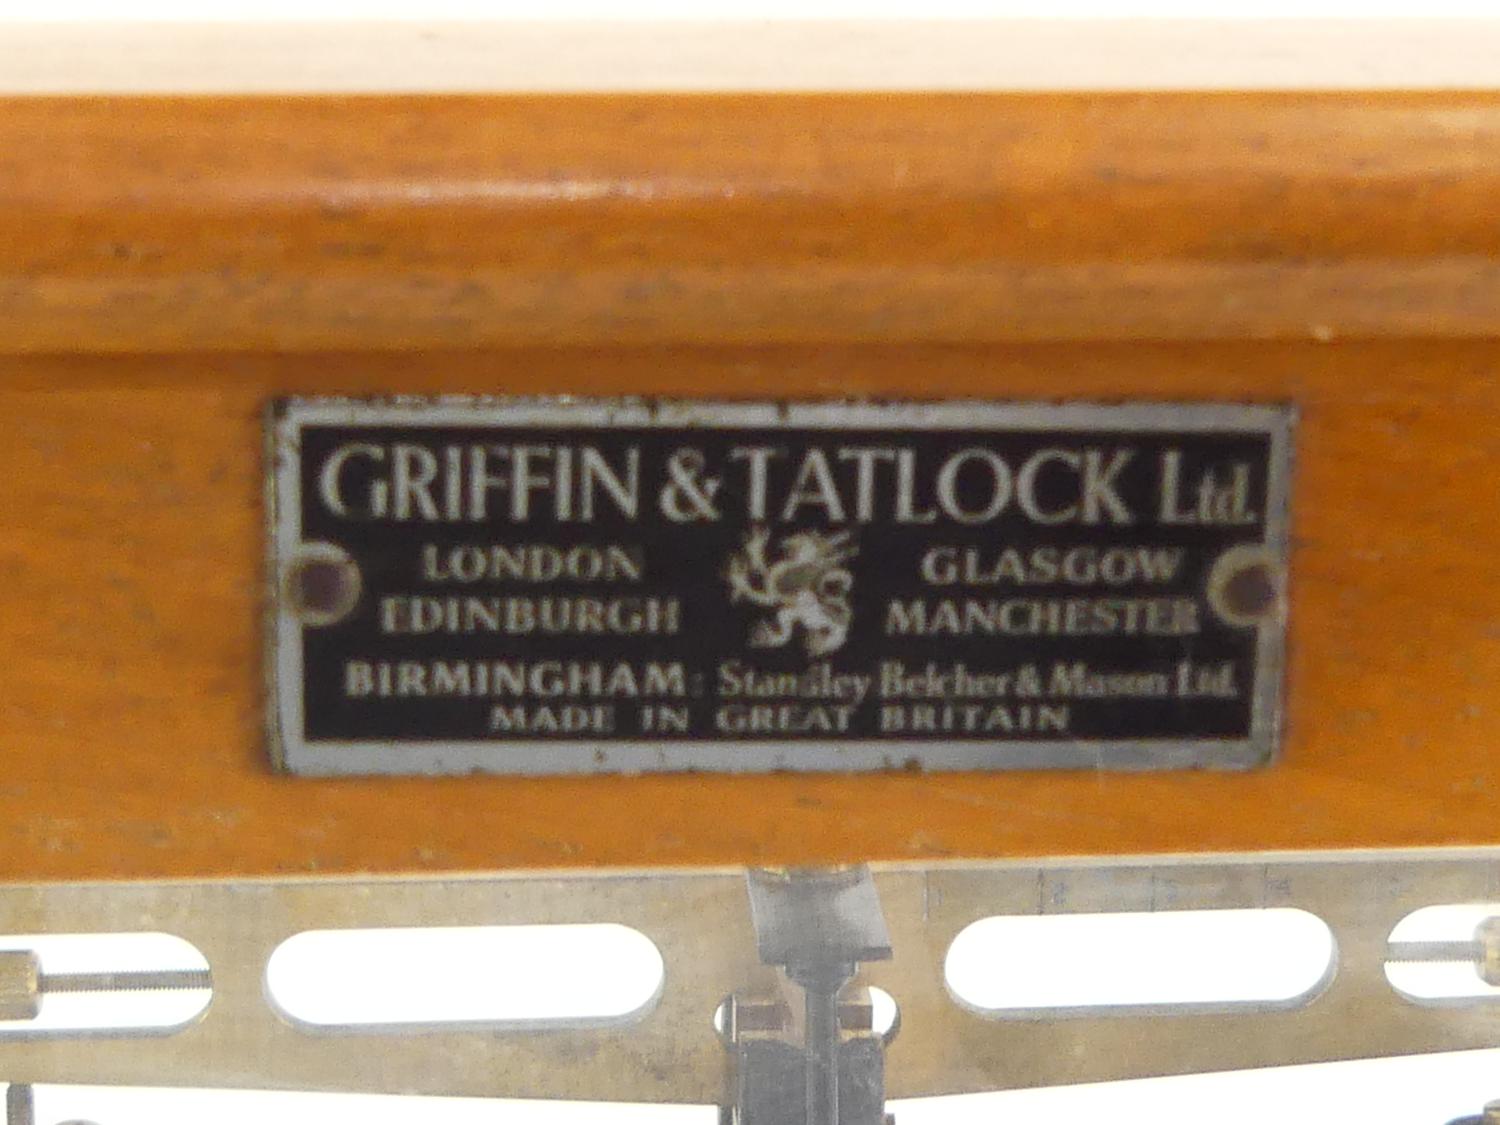 GRIFFIN & TATLOCK Ltd.
LONDON GLASGOW
EDINBURGH MANCHESTER
BIRMINGHAM: Standley Belcher & Mason Ltd.
MADE IN GREAT BRITAIN